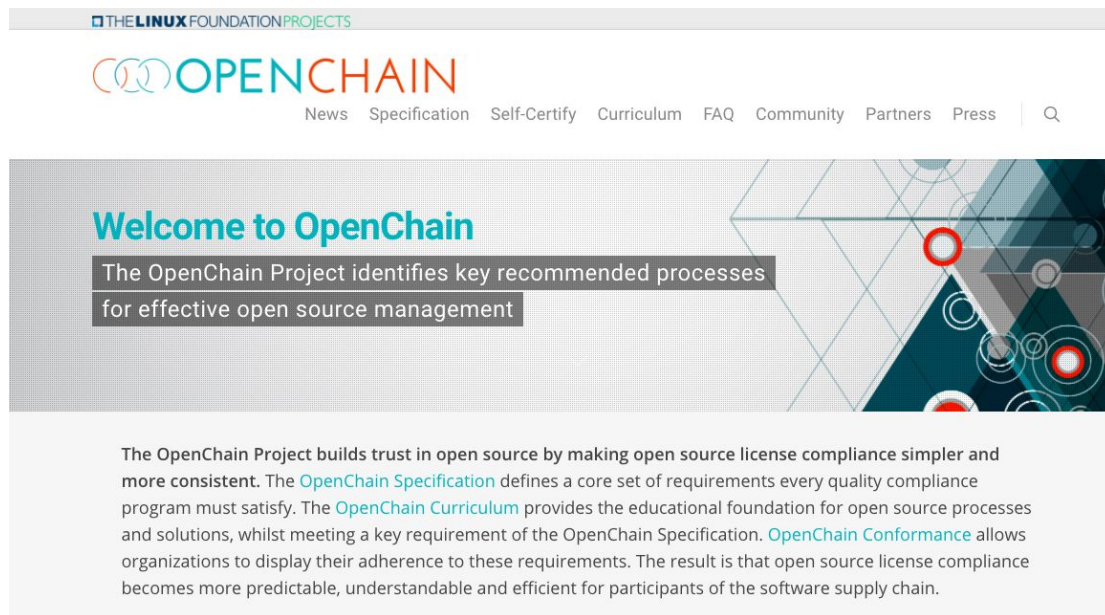 THE LINUX FOUNDATION PROJECTS
OPENCHAIN
News Specification Self-Certify Curriculum FAQ Community Partners Press
Welcome to OpenChain
The OpenChain Project identifies key recommended processes
for effective open source management
The OpenChain Project builds trust in open source by making open source license compliance simpler and
more consistent. The OpenChain Specification defines a core set of requirements every quality compliance
program must satisfy. The OpenChain Curriculum provides the educational foundation for open source processes
and solutions, whilst meeting a key requirement of the OpenChain Specification. OpenChain Conformance allows
organizations to display their adherence to these requirements. The result is that open source license compliance
becomes more predictable, understandable and efficient for participants of the software supply chain.